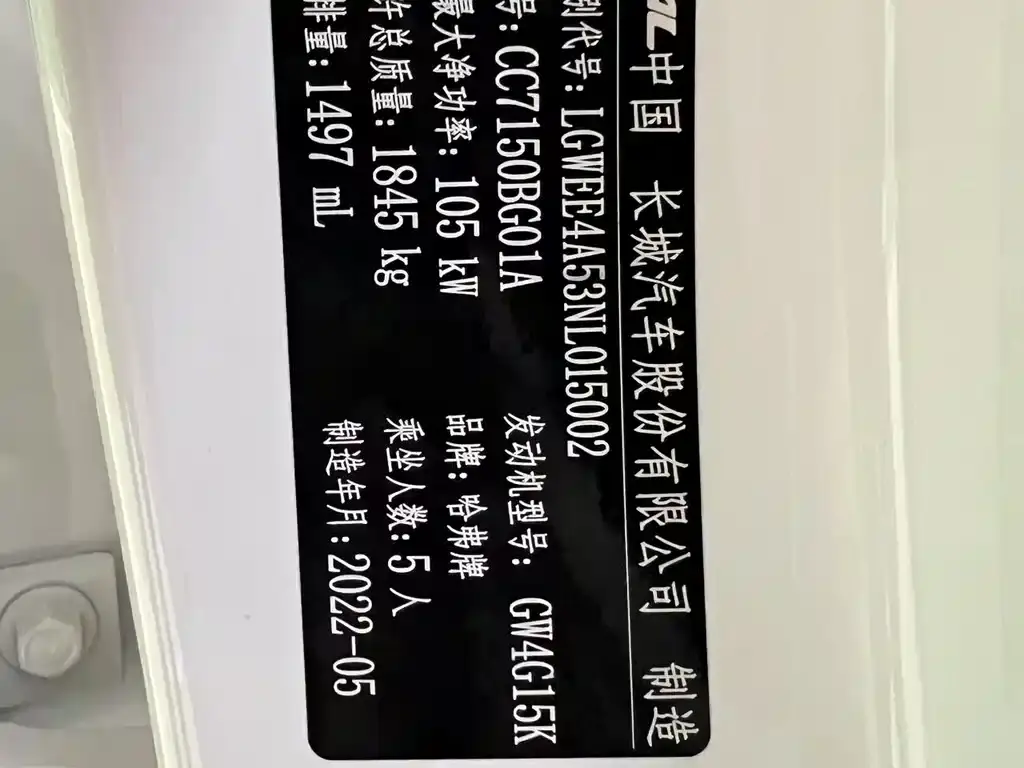 中国 长城汽车股份有限公司 制造
别代号:LGWEE4A53NL015002
号:CC7150BG01A 发动机型号: GW4G15K
最大净功率:105 kW 品牌:哈弗牌
许总质量:1845 kg 乘坐人数:5人
排量:1497 mL 制造年月:2022-05